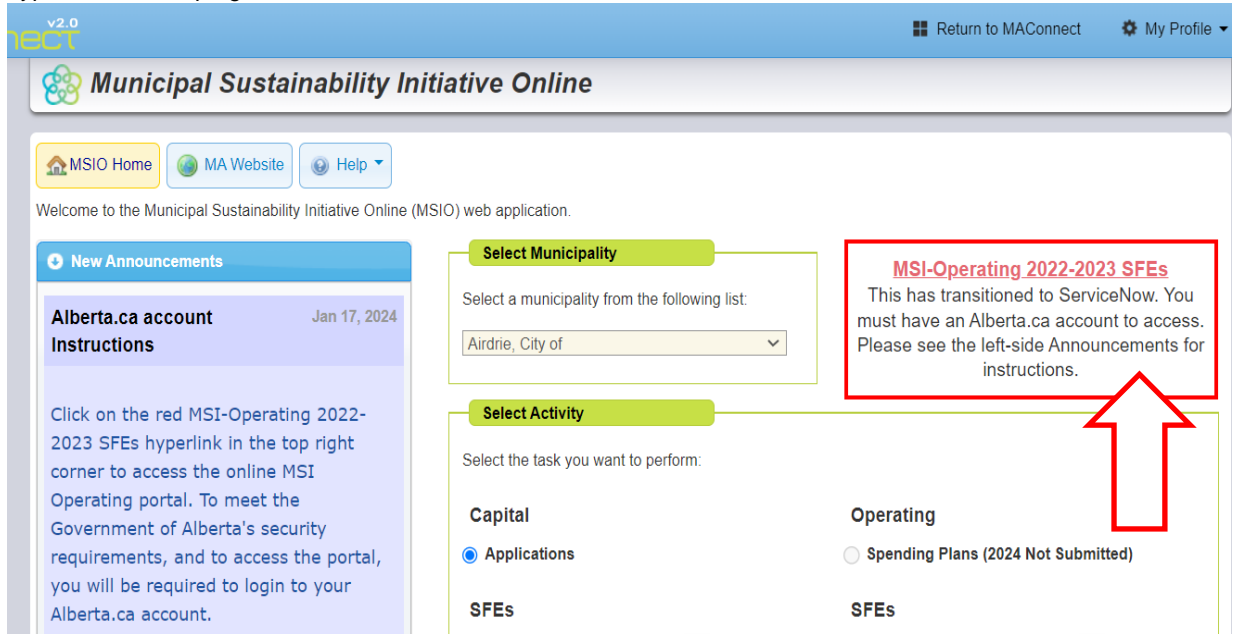 v2.0
nect
Return to MAConnect
My Profile
Municipal Sustainability Initiative Online
MSIO Home
MA Website
Help
Welcome to the Municipal Sustainability Initiative Online (MSIO) web application.
New Announcements
Alberta.ca account
Jan 17, 2024
Instructions
Click on the red MSI-Operating 2022-
2023 SFEs hyperlink in the top right
corner to access the online MSI
Operating portal. To meet the
Government of Alberta's security
requirements, and to access the portal,
you will be required to login to your
Alberta.ca account.
Select Municipality
Select a municipality from the following list:
Airdrie, City of
MSI-Operating 2022-2023 SFEs
This has transitioned to ServiceNow. You
must have an Alberta.ca account to access.
Please see the left-side Announcements for
instructions.
Select Activity
Select the task you want to perform:
Capital
Applications
SFEs
Operating
Spending Plans (2024 Not Submitted)
SFEs